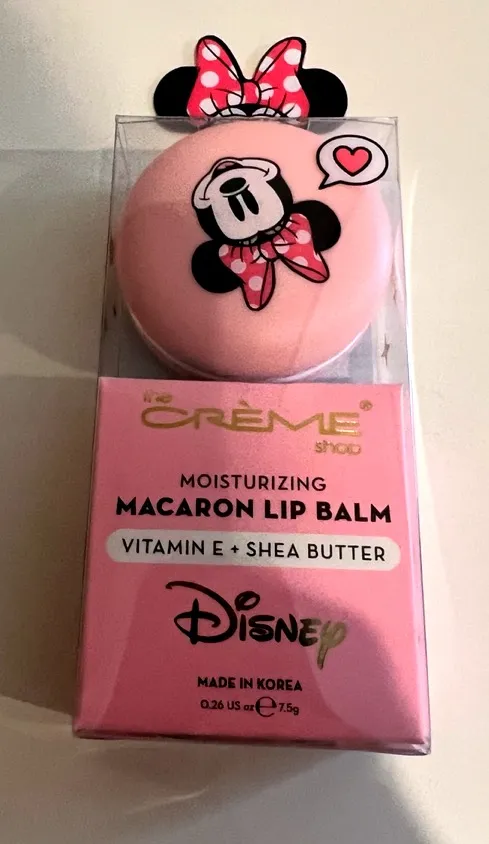 the
CRÈME®
shop
MOISTURIZING
MACARON LIP BALM
VITAMIN E + SHEA BUTTER
Disney
MADE IN KOREA
0.26 US oz ℮ 7.5g